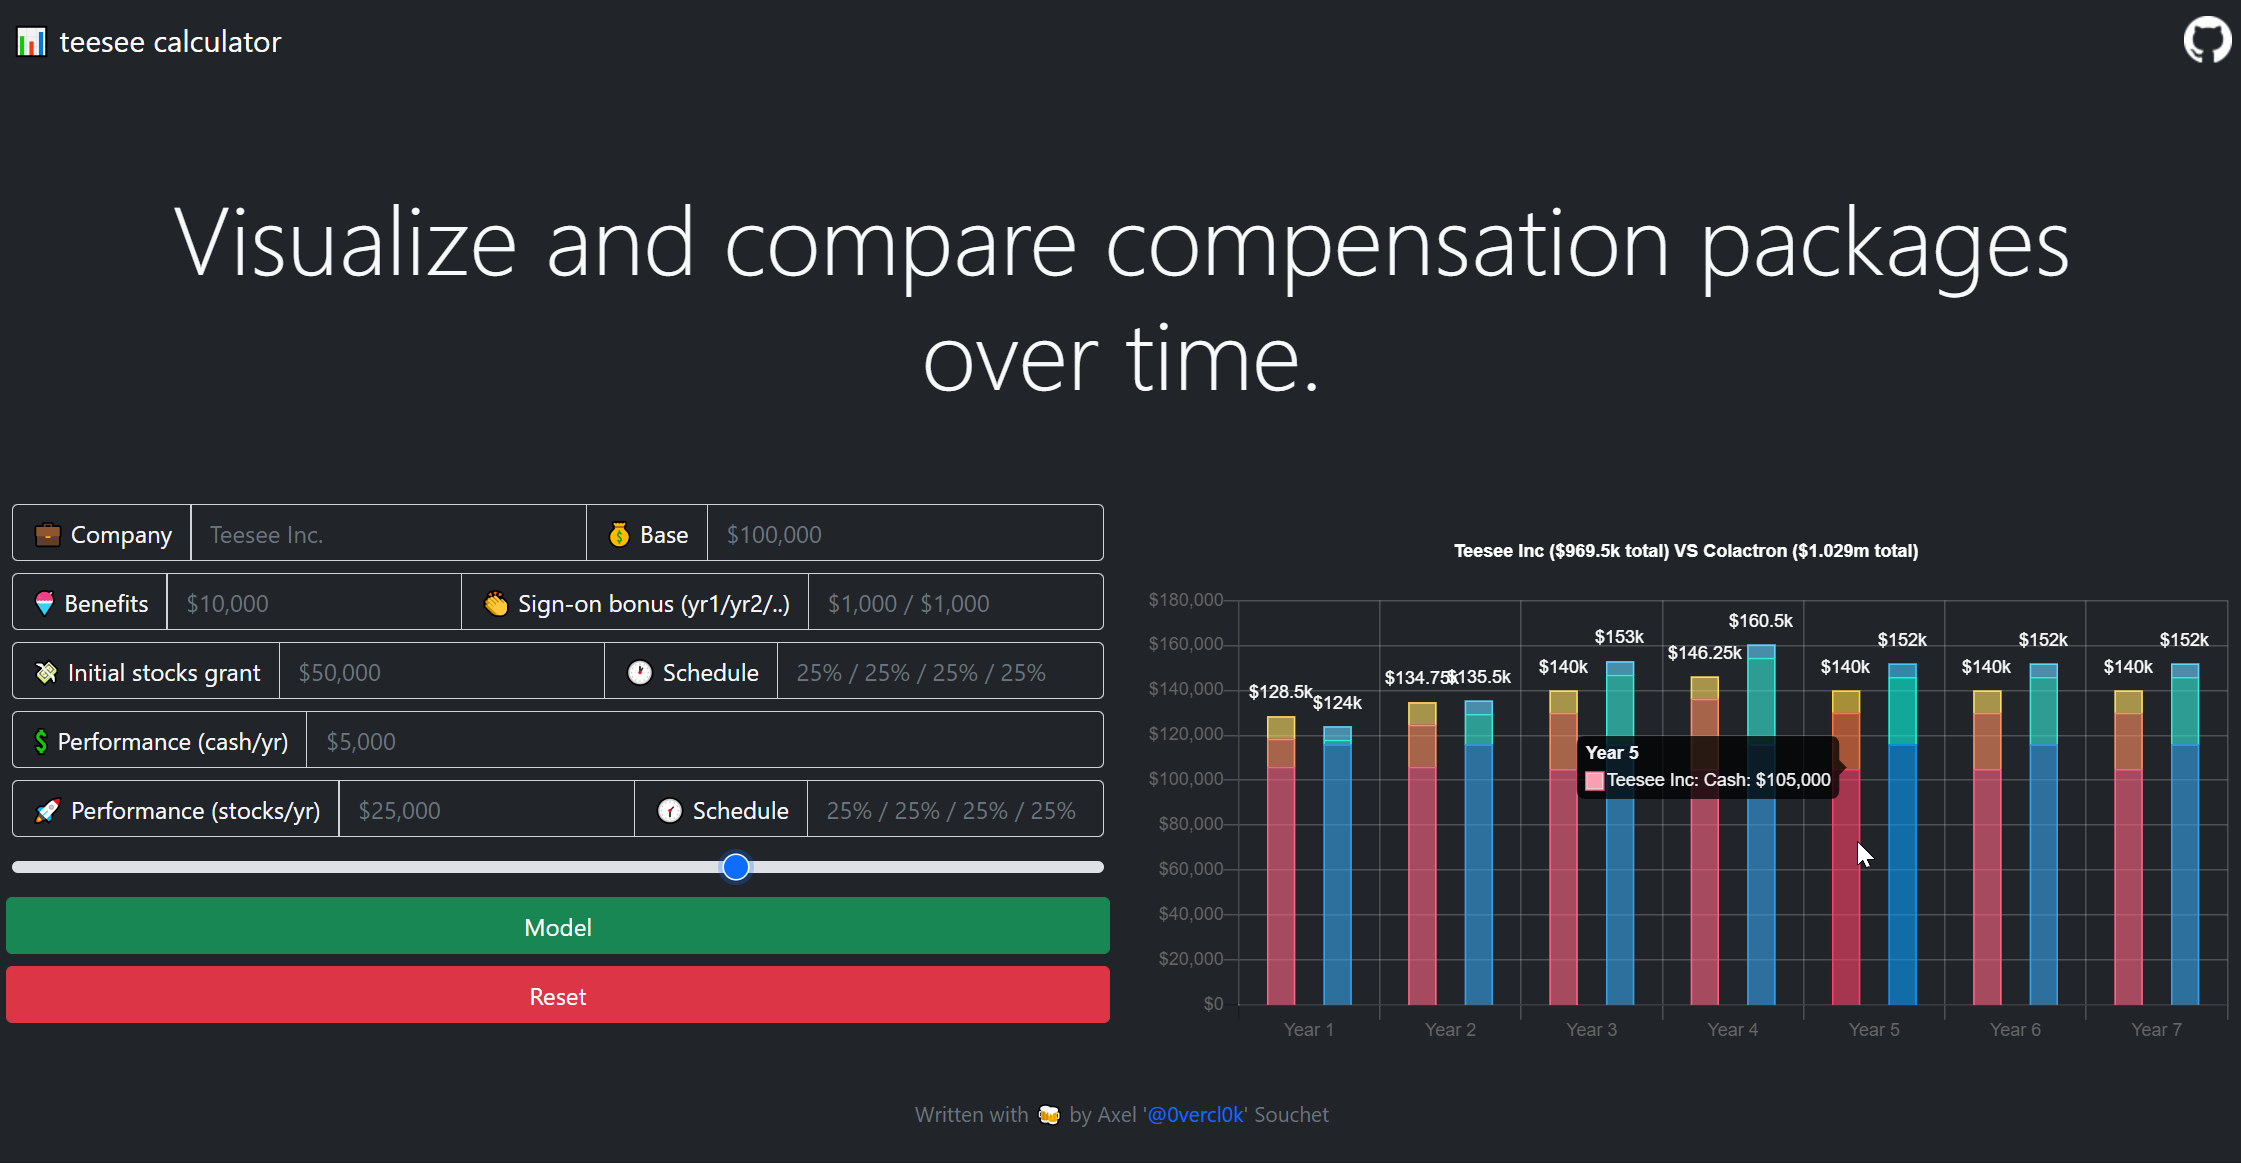 teesee calculator
Visualize and compare compensation packages
over time.
Company Teesee Inc. Base $100,000
Benefits $10,000 Sign-on bonus (yr1/yr2/..) $1,000 / $1,000
Initial stocks grant $50,000 Schedule 25% / 25% / 25% / 25%
Performance (cash/yr) $5,000
Performance (stocks/yr) $25,000 Schedule 25% / 25% / 25% / 25%
Model
Reset
Teesee Inc ($969.5k total) VS Colactron ($1.029m total)
$180,000
$160,000
$140,000
$120,000
$100,000
$80,000
$60,000
$40,000
$20,000
$0
$128.5k $124k $134.75k $135.5k $140k $153k $146.25k $160.5k $140k $152k $140k $152k $140k $152k
Year 5
Teesee Inc: Cash: $105,000
Year 1 Year 2 Year 3 Year 4 Year 5 Year 6 Year 7
Written with by Axel '@0vercl0k' Souchet